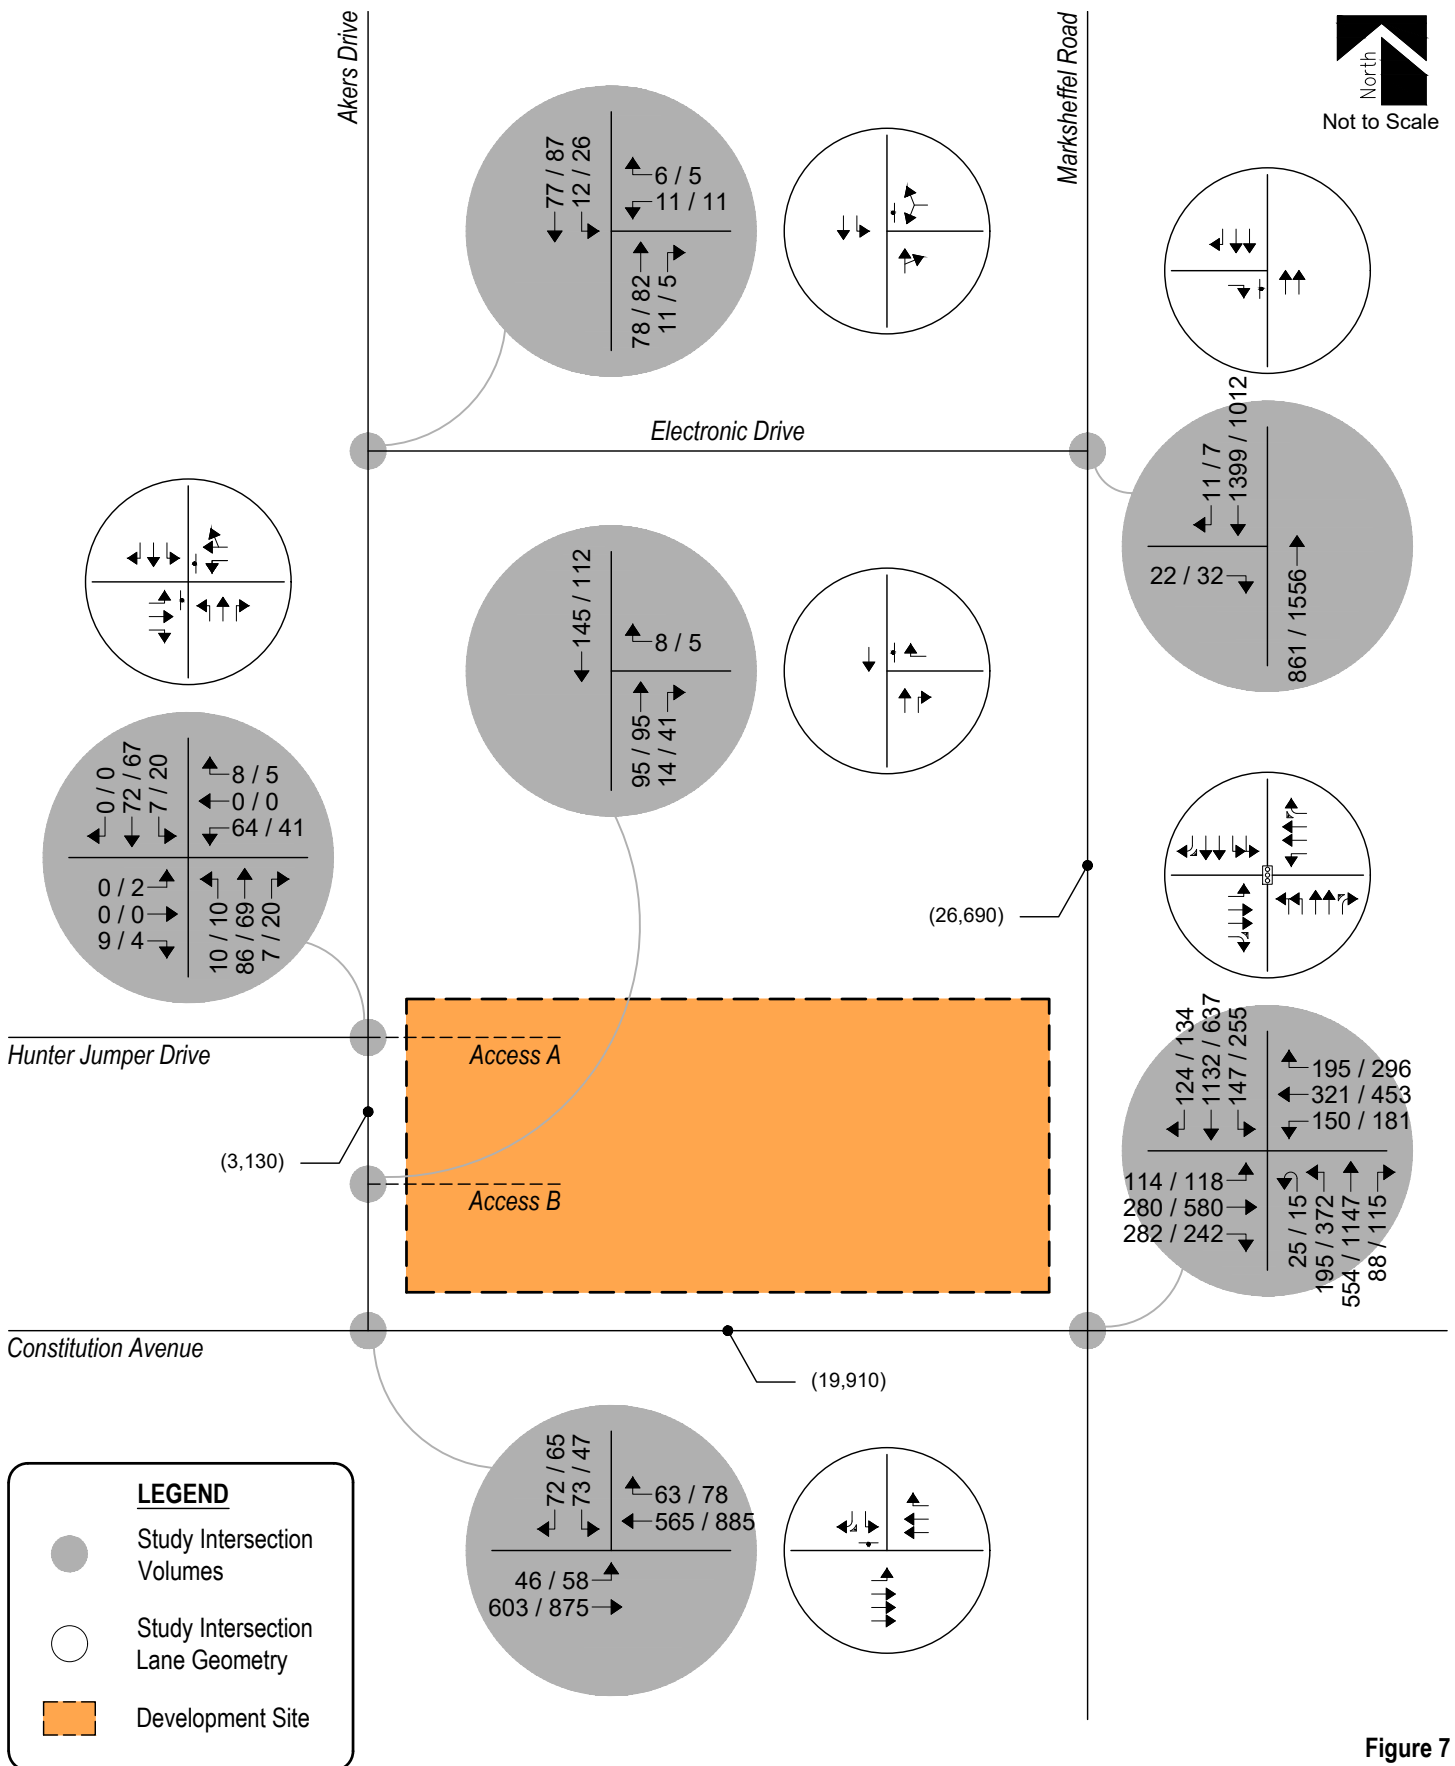 Akers Drive
Marksheffel Road
North
Not to Scale
77 / 87
12 / 26
6 / 5
11 / 11
78 / 82
11 / 5
Electronic Drive
11 / 7
1399 / 1012
22 / 32
861 / 1556
145 / 112
8 / 5
95 / 95
14 / 41
0 / 0
72 / 67
7 / 20
8 / 5
0 / 0
64 / 41
0 / 2
0 / 0
9 / 4
10 / 10
86 / 69
7 / 20
(26,690)
Hunter Jumper Drive
Access A
(3,130)
Access B
124 / 134
1132 / 637
147 / 255
195 / 296
321 / 453
150 / 181
114 / 118
280 / 580
282 / 242
25 / 15
195 / 372
554 / 1147
88 / 115
Constitution Avenue
(19,910)
72 / 65
73 / 47
63 / 78
565 / 885
46 / 58
603 / 875
LEGEND
Study Intersection
Volumes
Study Intersection
Lane Geometry
Development Site
Figure 7